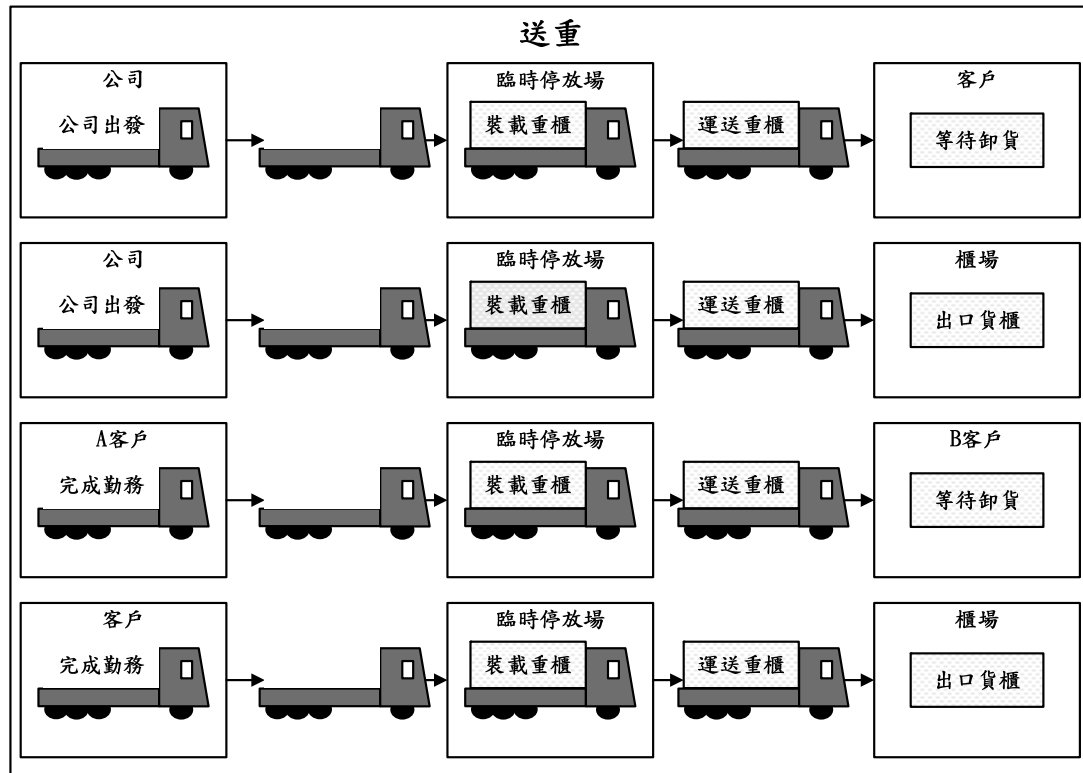 送重
公司
臨時停放場
客戶
公司出發
裝載重櫃
運送重櫃
等待卸貨
公司
臨時停放場
櫃場
公司出發
裝載重櫃
運送重櫃
出口貨櫃
A客戶
臨時停放場
B客戶
完成勤務
裝載重櫃
運送重櫃
等待卸貨
客戶
臨時停放場
櫃場
完成勤務
裝載重櫃
運送重櫃
出口貨櫃